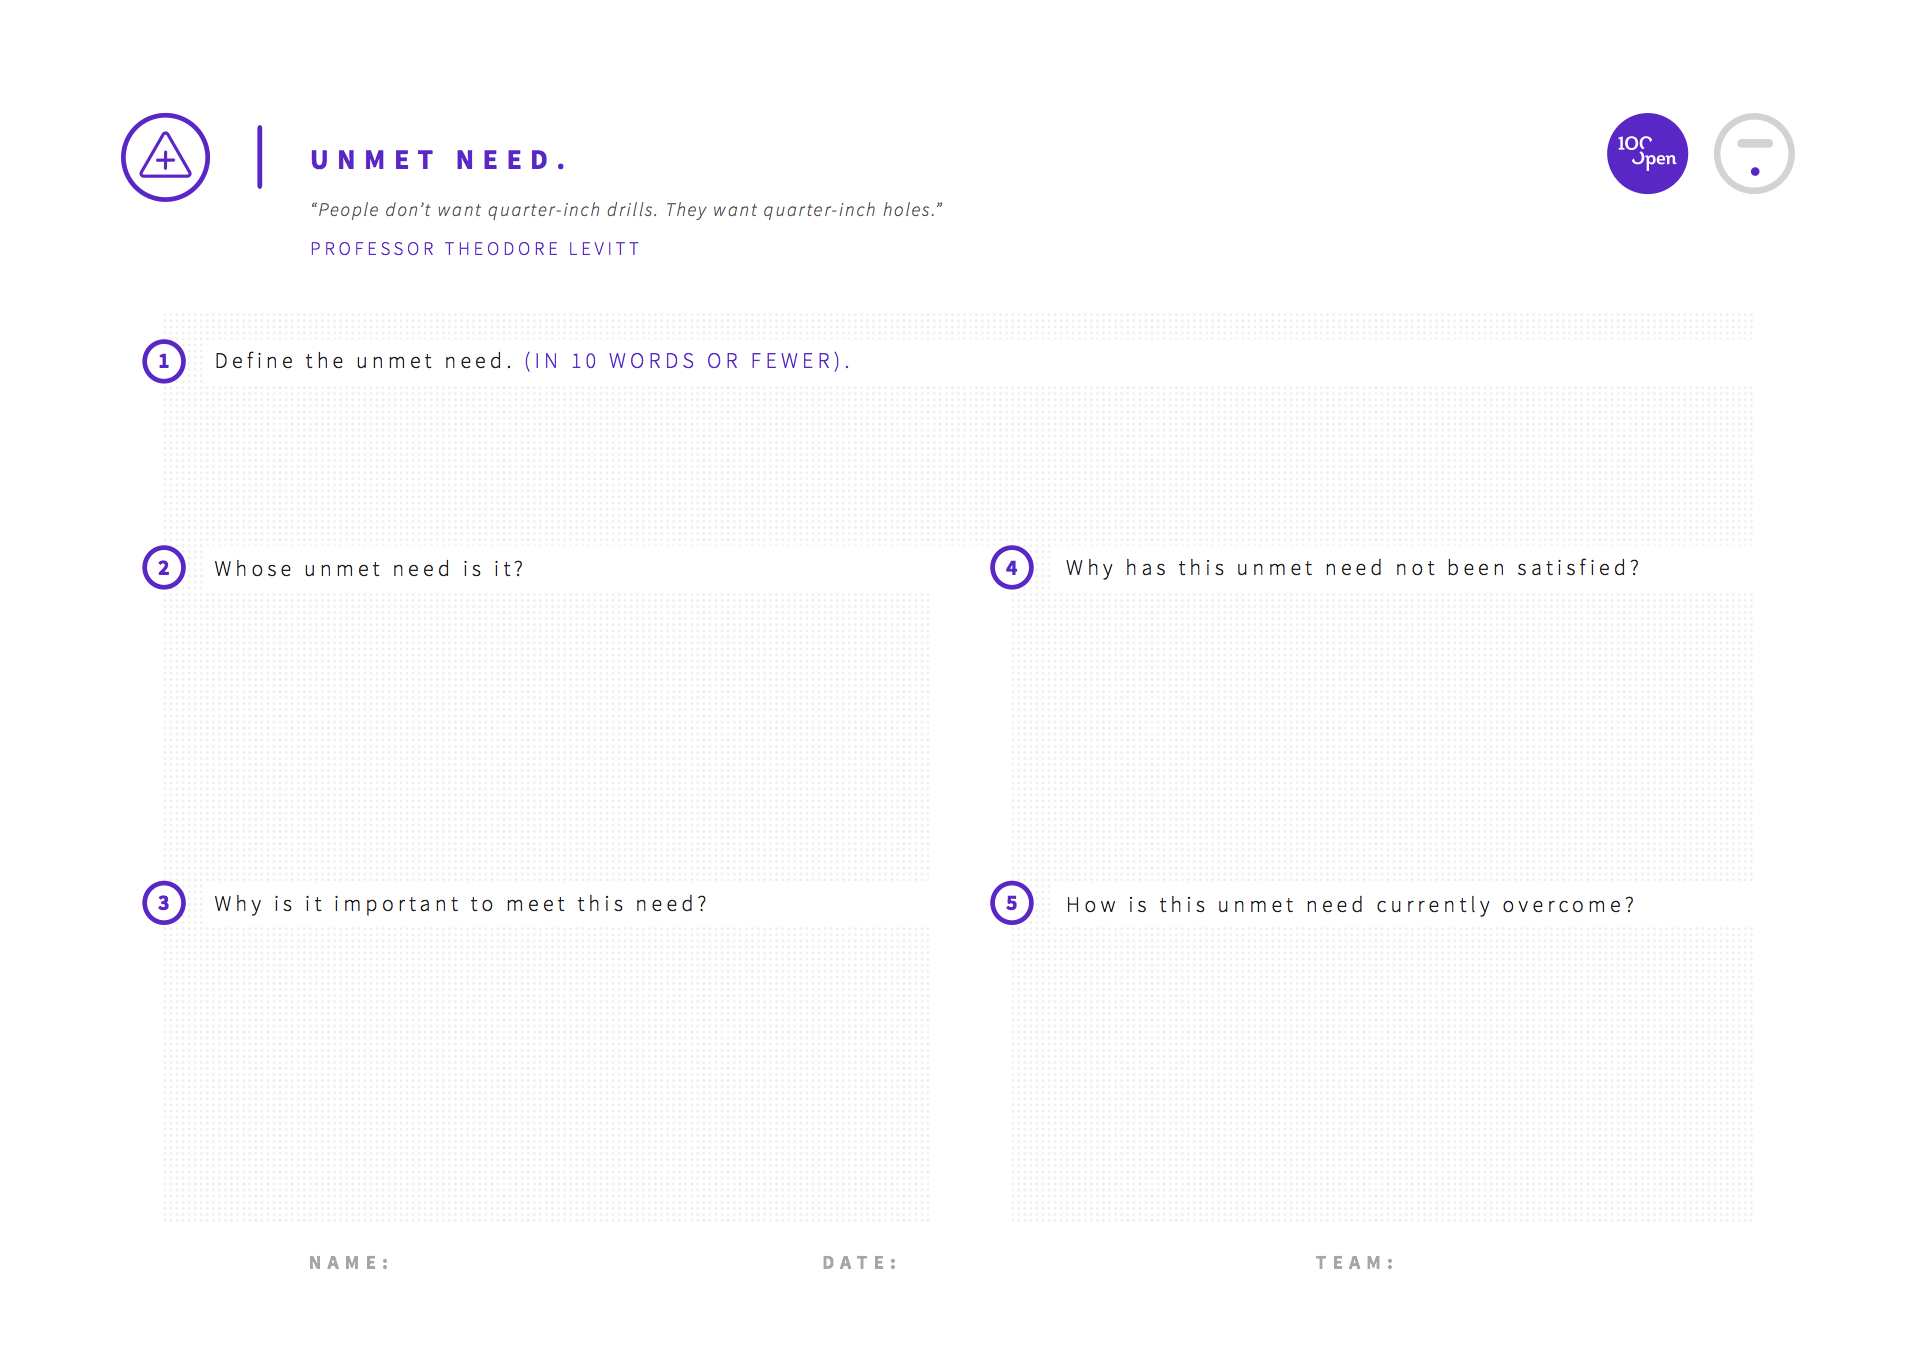 UNMET NEED.
“People don’t want quarter-inch drills. They want quarter-inch holes.”
PROFESSOR THEODORE LEVITT
100
Open
1 Define the unmet need. (IN 10 WORDS OR FEWER).
2 Whose unmet need is it?
3 Why is it important to meet this need?
4 Why has this unmet need not been satisfied?
5 How is this unmet need currently overcome?
NAME:
DATE:
TEAM: